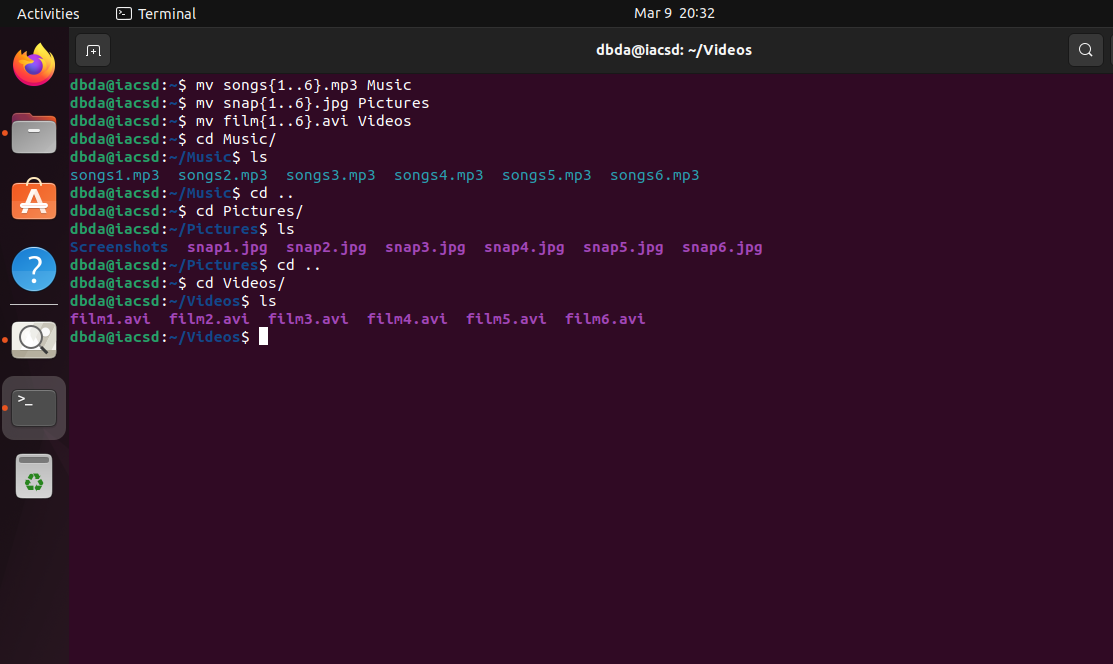 Activities Terminal Mar 9 20:32
dbda@iacsd: ~/Videos
dbda@iacsd:~$ mv songs{1..6}.mp3 Music
dbda@iacsd:~$ mv snap{1..6}.jpg Pictures
dbda@iacsd:~$ mv film{1..6}.avi Videos
dbda@iacsd:~$ cd Music/
dbda@iacsd:~/Music$ ls
songs1.mp3 songs2.mp3 songs3.mp3 songs4.mp3 songs5.mp3 songs6.mp3
dbda@iacsd:~/Music$ cd ..
dbda@iacsd:~$ cd Pictures/
dbda@iacsd:~/Pictures$ ls
Screenshots snap1.jpg snap2.jpg snap3.jpg snap4.jpg snap5.jpg snap6.jpg
dbda@iacsd:~/Pictures$ cd ..
dbda@iacsd:~$ cd Videos/
dbda@iacsd:~/Videos$ ls
film1.avi film2.avi film3.avi film4.avi film5.avi film6.avi
dbda@iacsd:~/Videos$